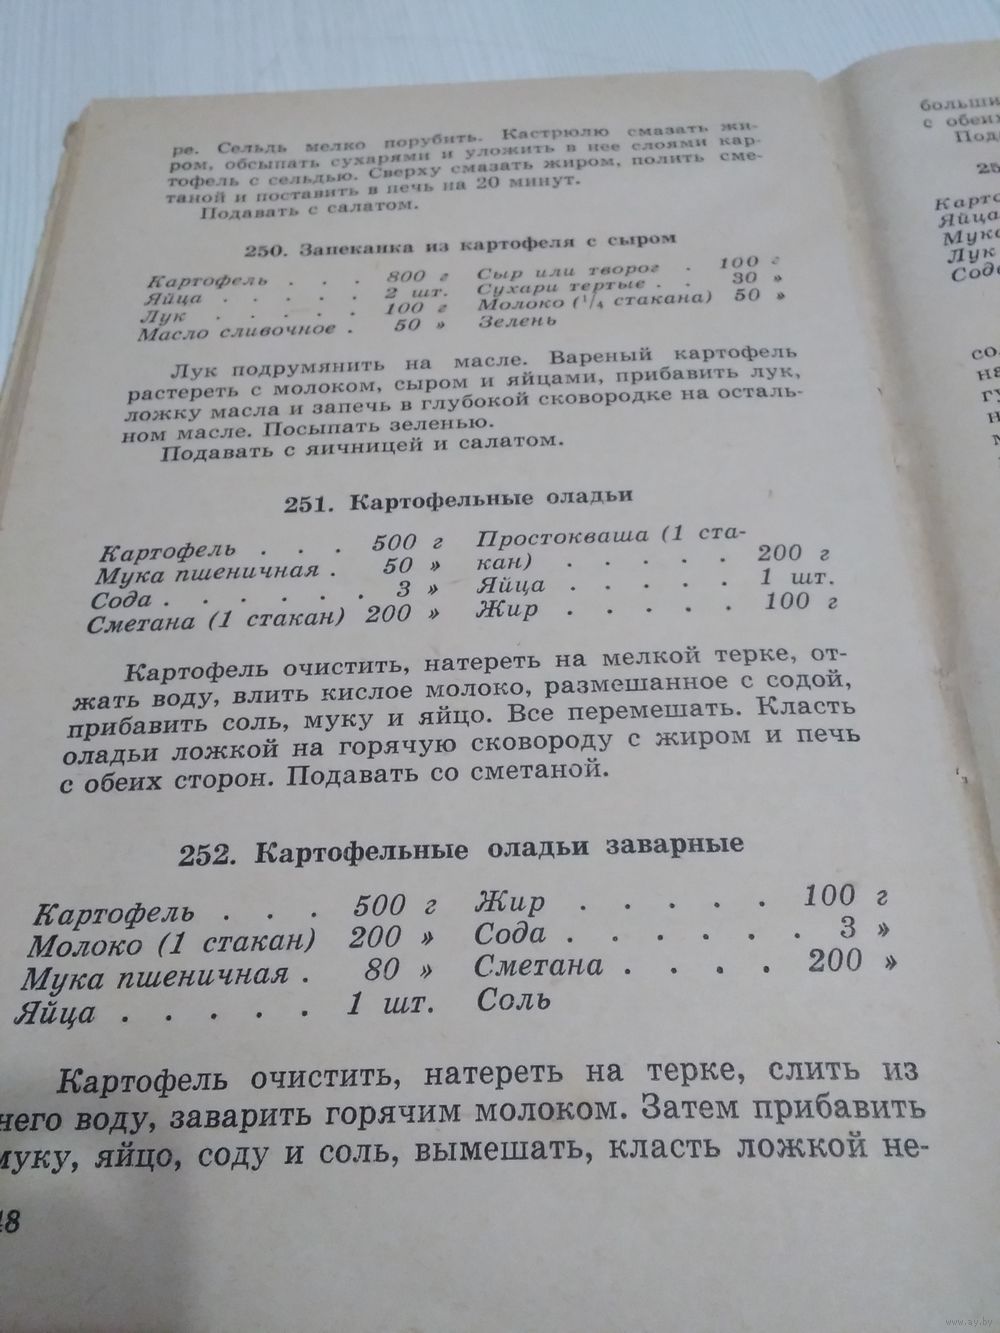 ре. Сельдь мелко порубить. Кастрюлю смазать жи-
ром, обсыпать сухарями и уложить в нее слоями кар-
тофель с сельдью. Сверху смазать жиром, полить сме-
таной и поставить в печь на 20 минут.
Подавать с салатом.
250. Запеканка из картофеля с сыром
Картофель . . . 800 г
Яйца . . . . . 2 шт.
Лук . . . . . 100 г
Масло сливочное . 50 »
Сыр или творог . 100 г
Сухари тертые . . 30 »
Молоко (1/4 стакана) 50 »
Зелень
Лук подрумянить на масле. Вареный картофель
растереть с молоком, сыром и яйцами, прибавить лук,
ложку масла и запечь в глубокой сковородке на осталь-
ном масле. Посыпать зеленью.
Подавать с яичницей и салатом.
251. Картофельные оладьи
Картофель . . . 500 г
Мука пшеничная . 50 »
Сода . . . . . . 3 »
Сметана (1 стакан) 200 »
Простокваша (1 ста-
кан) . . . . . 200 г
Яйца . . . . . 1 шт.
Жир . . . . . 100 г
Картофель очистить, натереть на мелкой терке, от-
жать воду, влить кислое молоко, размешанное с содой,
прибавить соль, муку и яйцо. Все перемешать. Класть
оладьи ложкой на горячую сковороду с жиром и печь
с обеих сторон. Подавать со сметаной.
252. Картофельные оладьи заварные
Картофель . . . 500 г
Молоко (1 стакан) 200 »
Мука пшеничная . 80 »
Яйца . . . . . 1 шт.
Жир . . . . . 100 г
Сода . . . . . . 3 »
Сметана . . . . 200 »
Соль
Картофель очистить, натереть на терке, слить из
него воду, заварить горячим молоком. Затем прибавить
муку, яйцо, соду и соль, вымешать, класть ложкой не-
48
с обеих
Яйца
Лук
www.ay.by